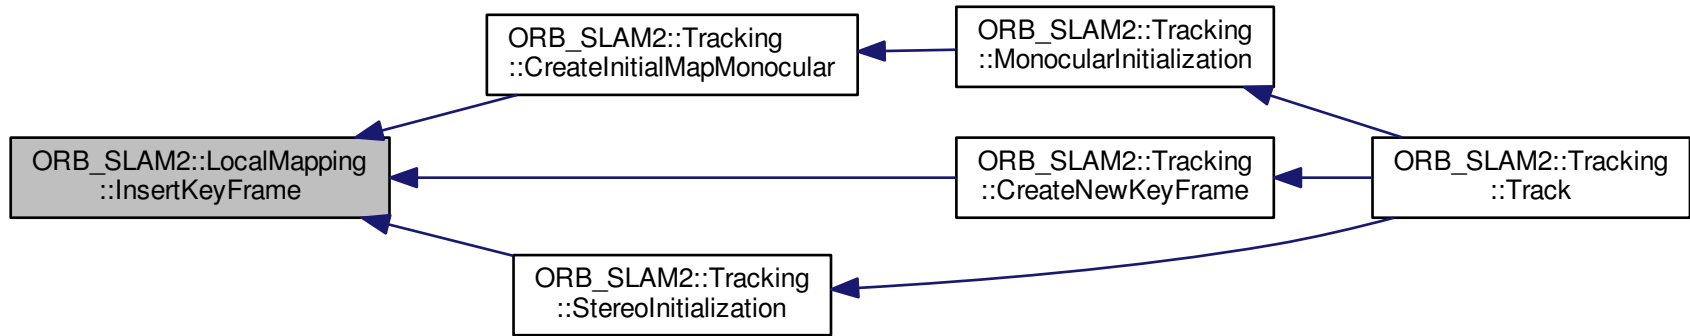 ORB_SLAM2::LocalMapping
::InsertKeyFrame
ORB_SLAM2::Tracking
::CreateInitialMapMonocular
ORB_SLAM2::Tracking
::MonocularInitialization
ORB_SLAM2::Tracking
::CreateNewKeyFrame
ORB_SLAM2::Tracking
::StereoInitialization
ORB_SLAM2::Tracking
::Track